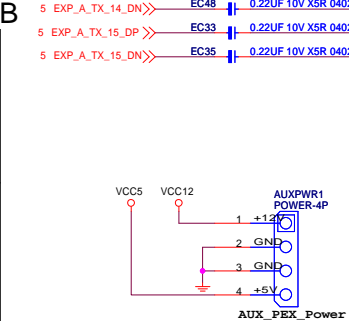 B
5 EXP_A_TX_14_DN EC48 0.22UF 10V X5R 0402
5 EXP_A_TX_15_DP EC33 0.22UF 10V X5R 0402
5 EXP_A_TX_15_DN EC35 0.22UF 10V X5R 0402
VCC5 VCC12
AUXPWR1
POWER-4P
1 +12V
2 GND
3 GND
4 +5V
AUX_PEX_Power